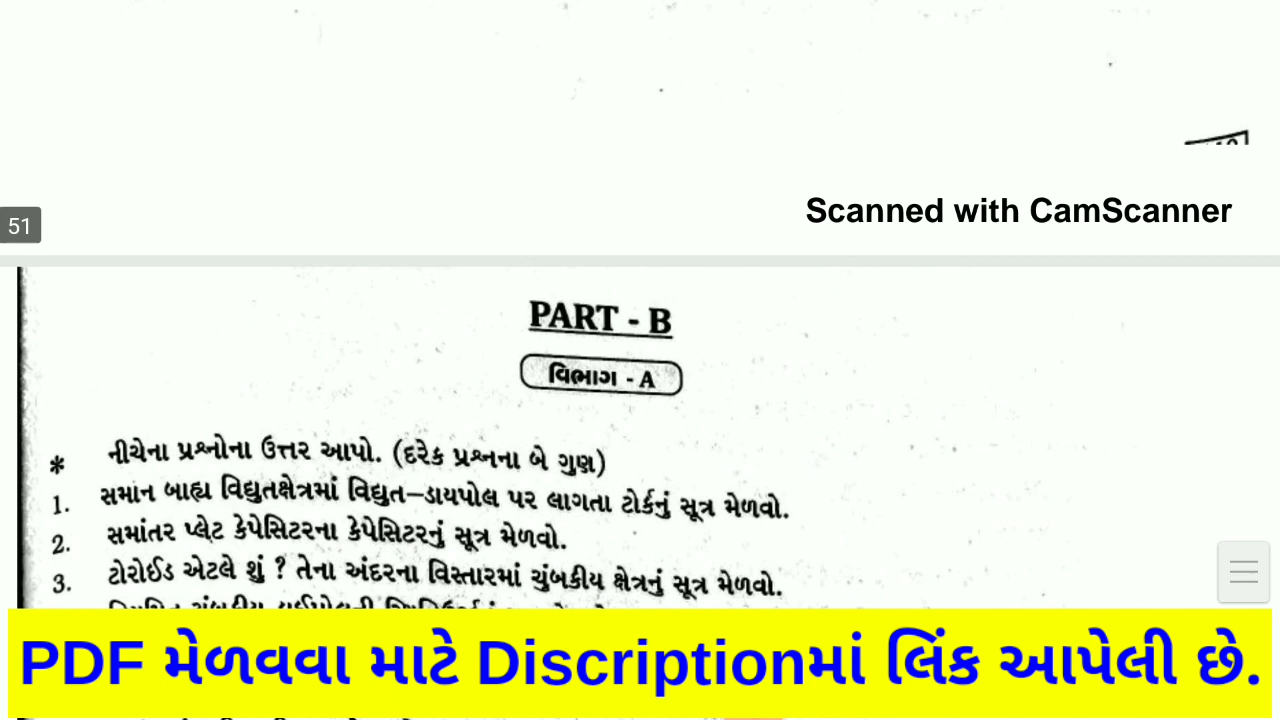 Scanned with CamScanner
51
PART - B
વિભાગ - A
* નીચેના પ્રશ્નોના ઉત્તર આપો. (દરેક પ્રશ્નના બે ગુણ)
1. સમાન બાહ્ય વિદ્યુતક્ષેત્રમાં વિદ્યુત–ડાયપોલ પર લાગતા ટોર્કનું સૂત્ર મેળવો.
2. સમાંતર પ્લેટ કેપેસિટરના કેપેસિટરનું સૂત્ર મેળવો.
3. ટોરોઈડ એટલે શું ? તેના અંદરના વિસ્તારમાં ચુંબકીય ક્ષેત્રનું સૂત્ર મેળવો.
PDF મેળવવા માટે Discriptionમાં લિંક આપેલી છે.